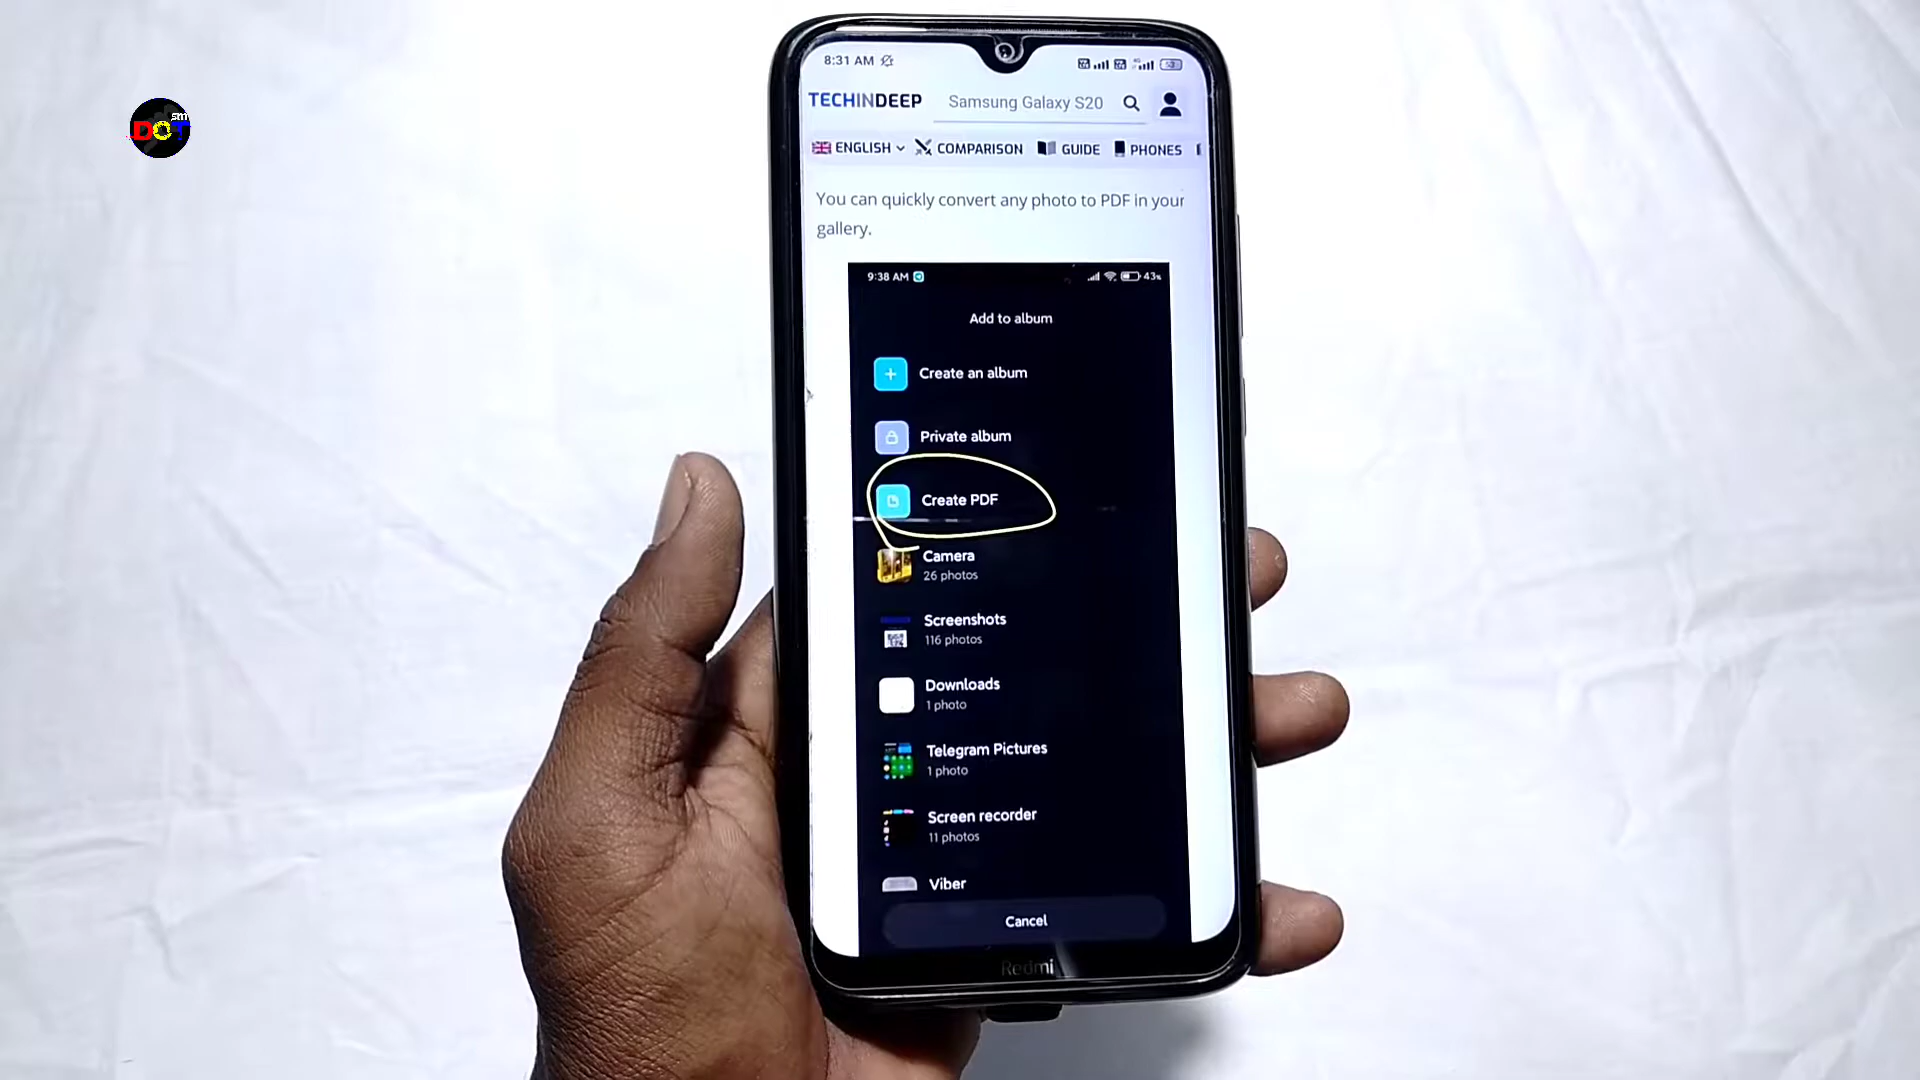 DOT
sm
8:31 AM
TECHINDEEP
Samsung Galaxy S20
ENGLISH
COMPARISON
GUIDE
PHONES
You can quickly convert any photo to PDF in your
gallery.
9:38 AM
43%
Add to album
Create an album
Private album
Create PDF
Camera
26 photos
Screenshots
116 photos
Downloads
1 photo
Telegram Pictures
1 photo
Screen recorder
11 photos
Viber
Cancel
Redmi